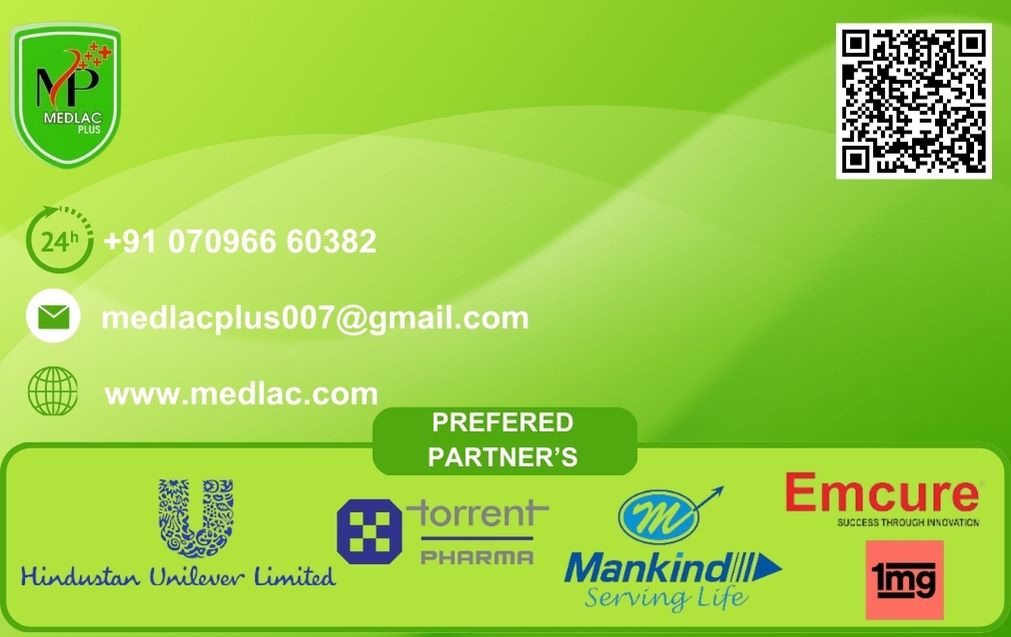 MP
MEDLAC
PLUS
24h
+91 070966 60382
medlacplus007@gmail.com
www.medlac.com
PREFERED
PARTNER'S
Hindustan Unilever Limited
torrent
PHARMA
m
Mankind
Serving Life
Emcure
SUCCESS THROUGH INNOVATION
1mg